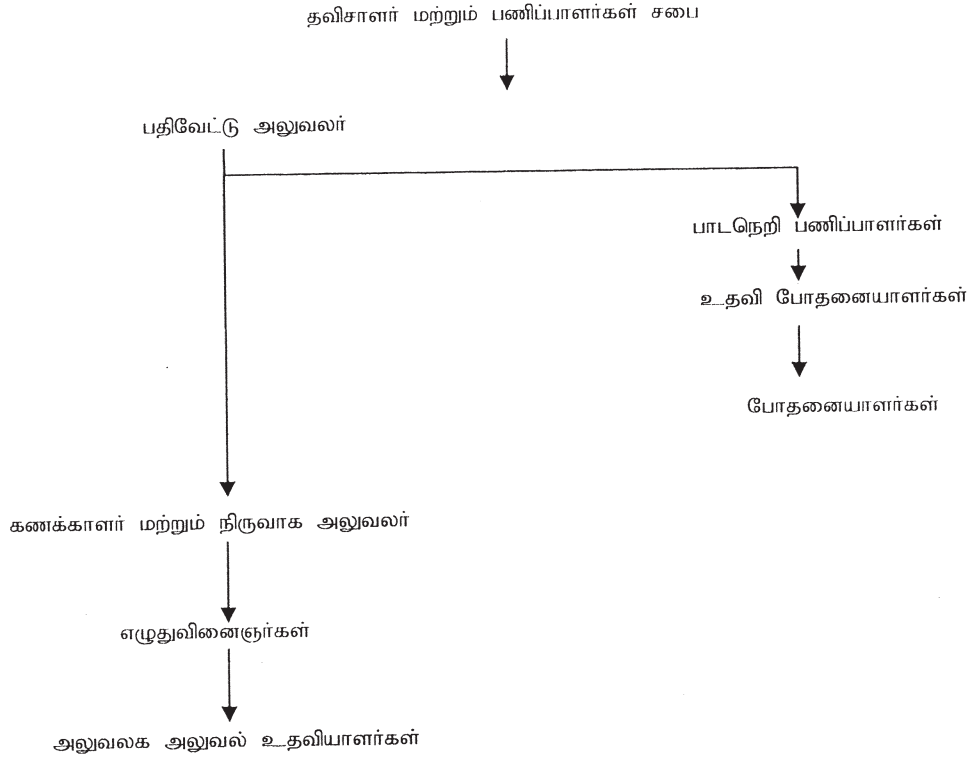 தவிசாளர் மற்றும் பணிப்பாளர்கள் சபை
பதிவேட்டு அலுவலர்
பாடநெறி பணிப்பாளர்கள்
உதவி போதனையாளர்கள்
போதனையாளர்கள்
கணக்காளர் மற்றும் நிருவாக அலுவலர்
எழுதுவினைஞர்கள்
அலுவலக அலுவல் உதவியாளர்கள்